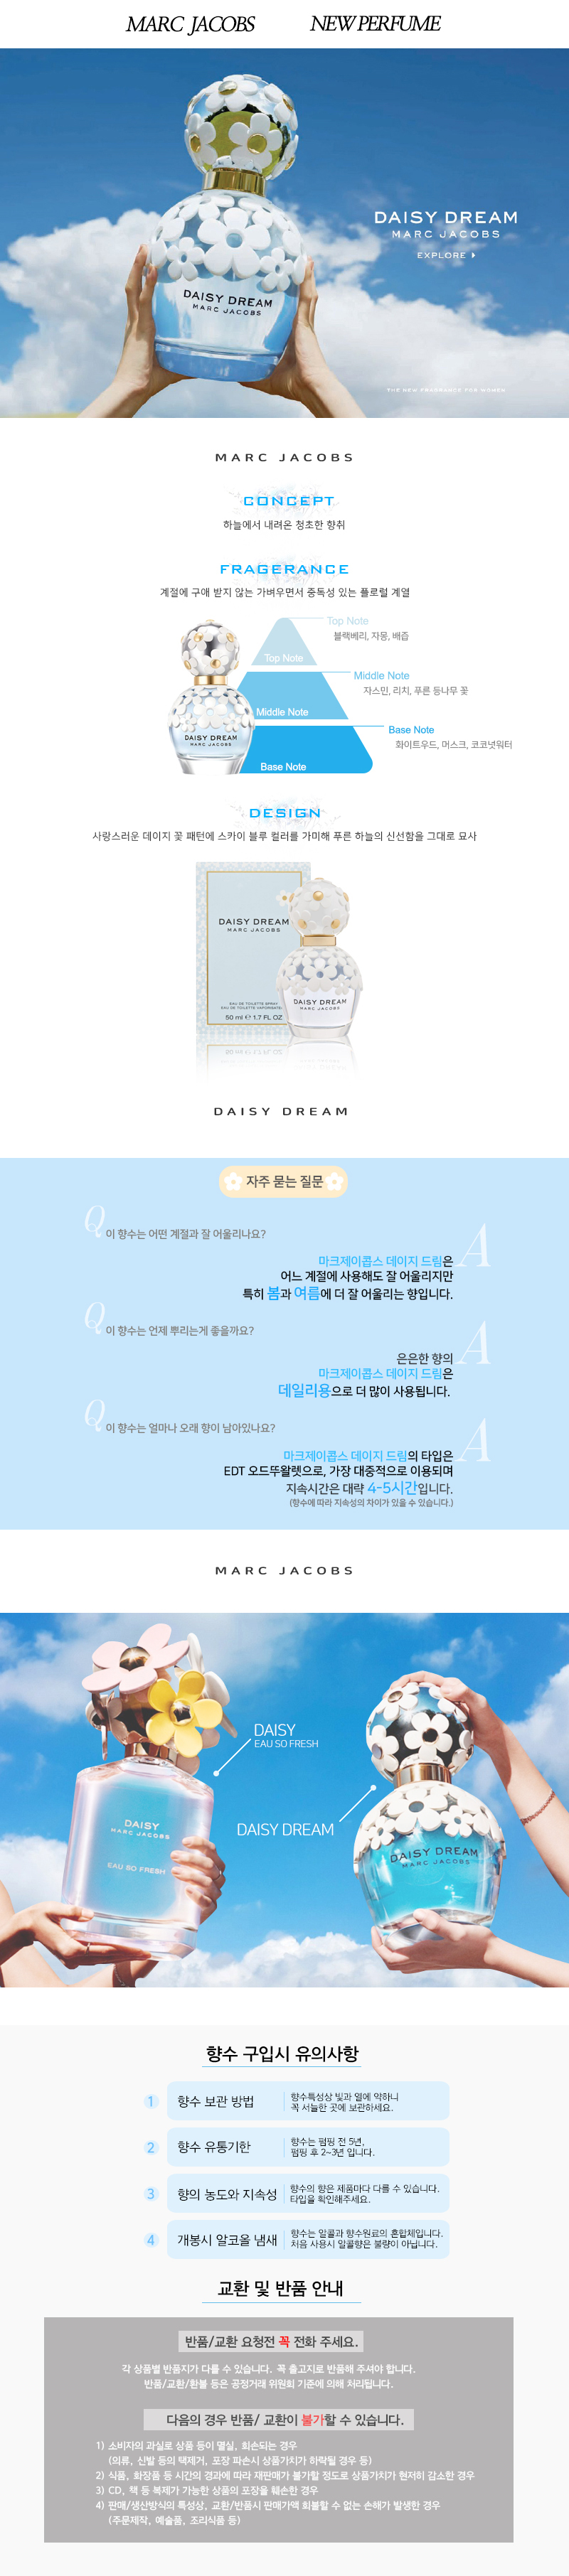 MARC JACOBS NEW PERFUME
DAISY DREAM
MARC JACOBS
EXPLORE
DAISY DREAM
MARC JACOBS
THE NEW FRAGRANCE FOR WOMEN
MARC JACOBS
CONCEPT
하늘에서 내려온 청초한 향취
FRAGERANCE
계절에 구애 받지 않는 가벼우면서 중독성 있는 플로럴 계열
Top Note
블랙베리, 자몽, 배즙
Top Note
Middle Note
자스민, 리치, 푸른 등나무 꽃
Middle Note
Base Note
화이트우드, 머스크, 코코넛워터
Base Note
DAISY DREAM
MARC JACOBS
DESIGN
사랑스러운 데이지 꽃 패턴에 스카이 블루 컬러를 가미해 푸른 하늘의 신선함을 그대로 묘사
DAISY DREAM
MARC JACOBS
EAU DE TOILETTE SPRAY
EAU DE TOILETTE VAPORISATEUR
50 ml e 1.7 FL OZ
DAISY DREAM
MARC JACOBS
DAISY DREAM
자주 묻는 질문
Q 이 향수는 어떤 계절과 잘 어울리나요?
A
마크제이콥스 데이지 드림은
어느 계절에 사용해도 잘 어울리지만
특히 봄과 여름에 더 잘 어울리는 향입니다.
Q 이 향수는 언제 뿌리는게 좋을까요?
A
은은한 향의
마크제이콥스 데이지 드림은
데일리용으로 더 많이 사용됩니다.
Q 이 향수는 얼마나 오래 향이 남아있나요?
A
마크제이콥스 데이지 드림의 타입은
EDT 오드뚜왈렛으로, 가장 대중적으로 이용되며
지속시간은 대략 4-5시간입니다.
(향수에 따라 지속성의 차이가 있을 수 있습니다.)
MARC JACOBS
DAISY
EAU SO FRESH
DAISY DREAM
DAISY
MARC JACOBS
EAU SO FRESH
DAISY DREAM
MARC JACOBS
향수 구입시 유의사항
1 향수 보관 방법 향수특성상 빛과 열에 약하니
꼭 서늘한 곳에 보관하세요.
2 향수 유통기한 향수는 펌핑 전 5년,
펌핑 후 2~3년 입니다.
3 향의 농도와 지속성 향수의 향은 제품마다 다를 수 있습니다.
타입을 확인해주세요.
4 개봉시 알코올 냄새 향수는 알콜과 향수원료의 혼합체입니다.
처음 사용시 알콜향은 불량이 아닙니다.
교환 및 반품 안내
반품/교환 요청전 꼭 전화 주세요.
각 상품별 반품지가 다를 수 있습니다. 꼭 출고지로 반품해 주셔야 합니다.
반품/교환/환불 등은 공정거래 위원회 기준에 의해 처리됩니다.
다음의 경우 반품/ 교환이 불가할 수 있습니다.
1) 소비자의 과실로 상품 등이 멸실, 회손되는 경우
(의류, 신발 등의 택제거, 포장 파손시 상품가치가 하락될 경우 등)
2) 식품, 화장품 등 시간의 경과에 따라 재판매가 불가할 정도로 상품가치가 현저히 감소한 경우
3) CD, 책 등 복제가 가능한 상품의 포장을 훼손한 경우
4) 판매/생산방식의 특성상, 교환/반품시 판매가액 회볼할 수 없는 손해가 발생한 경우
(주문제작, 예술품, 조리식품 등)